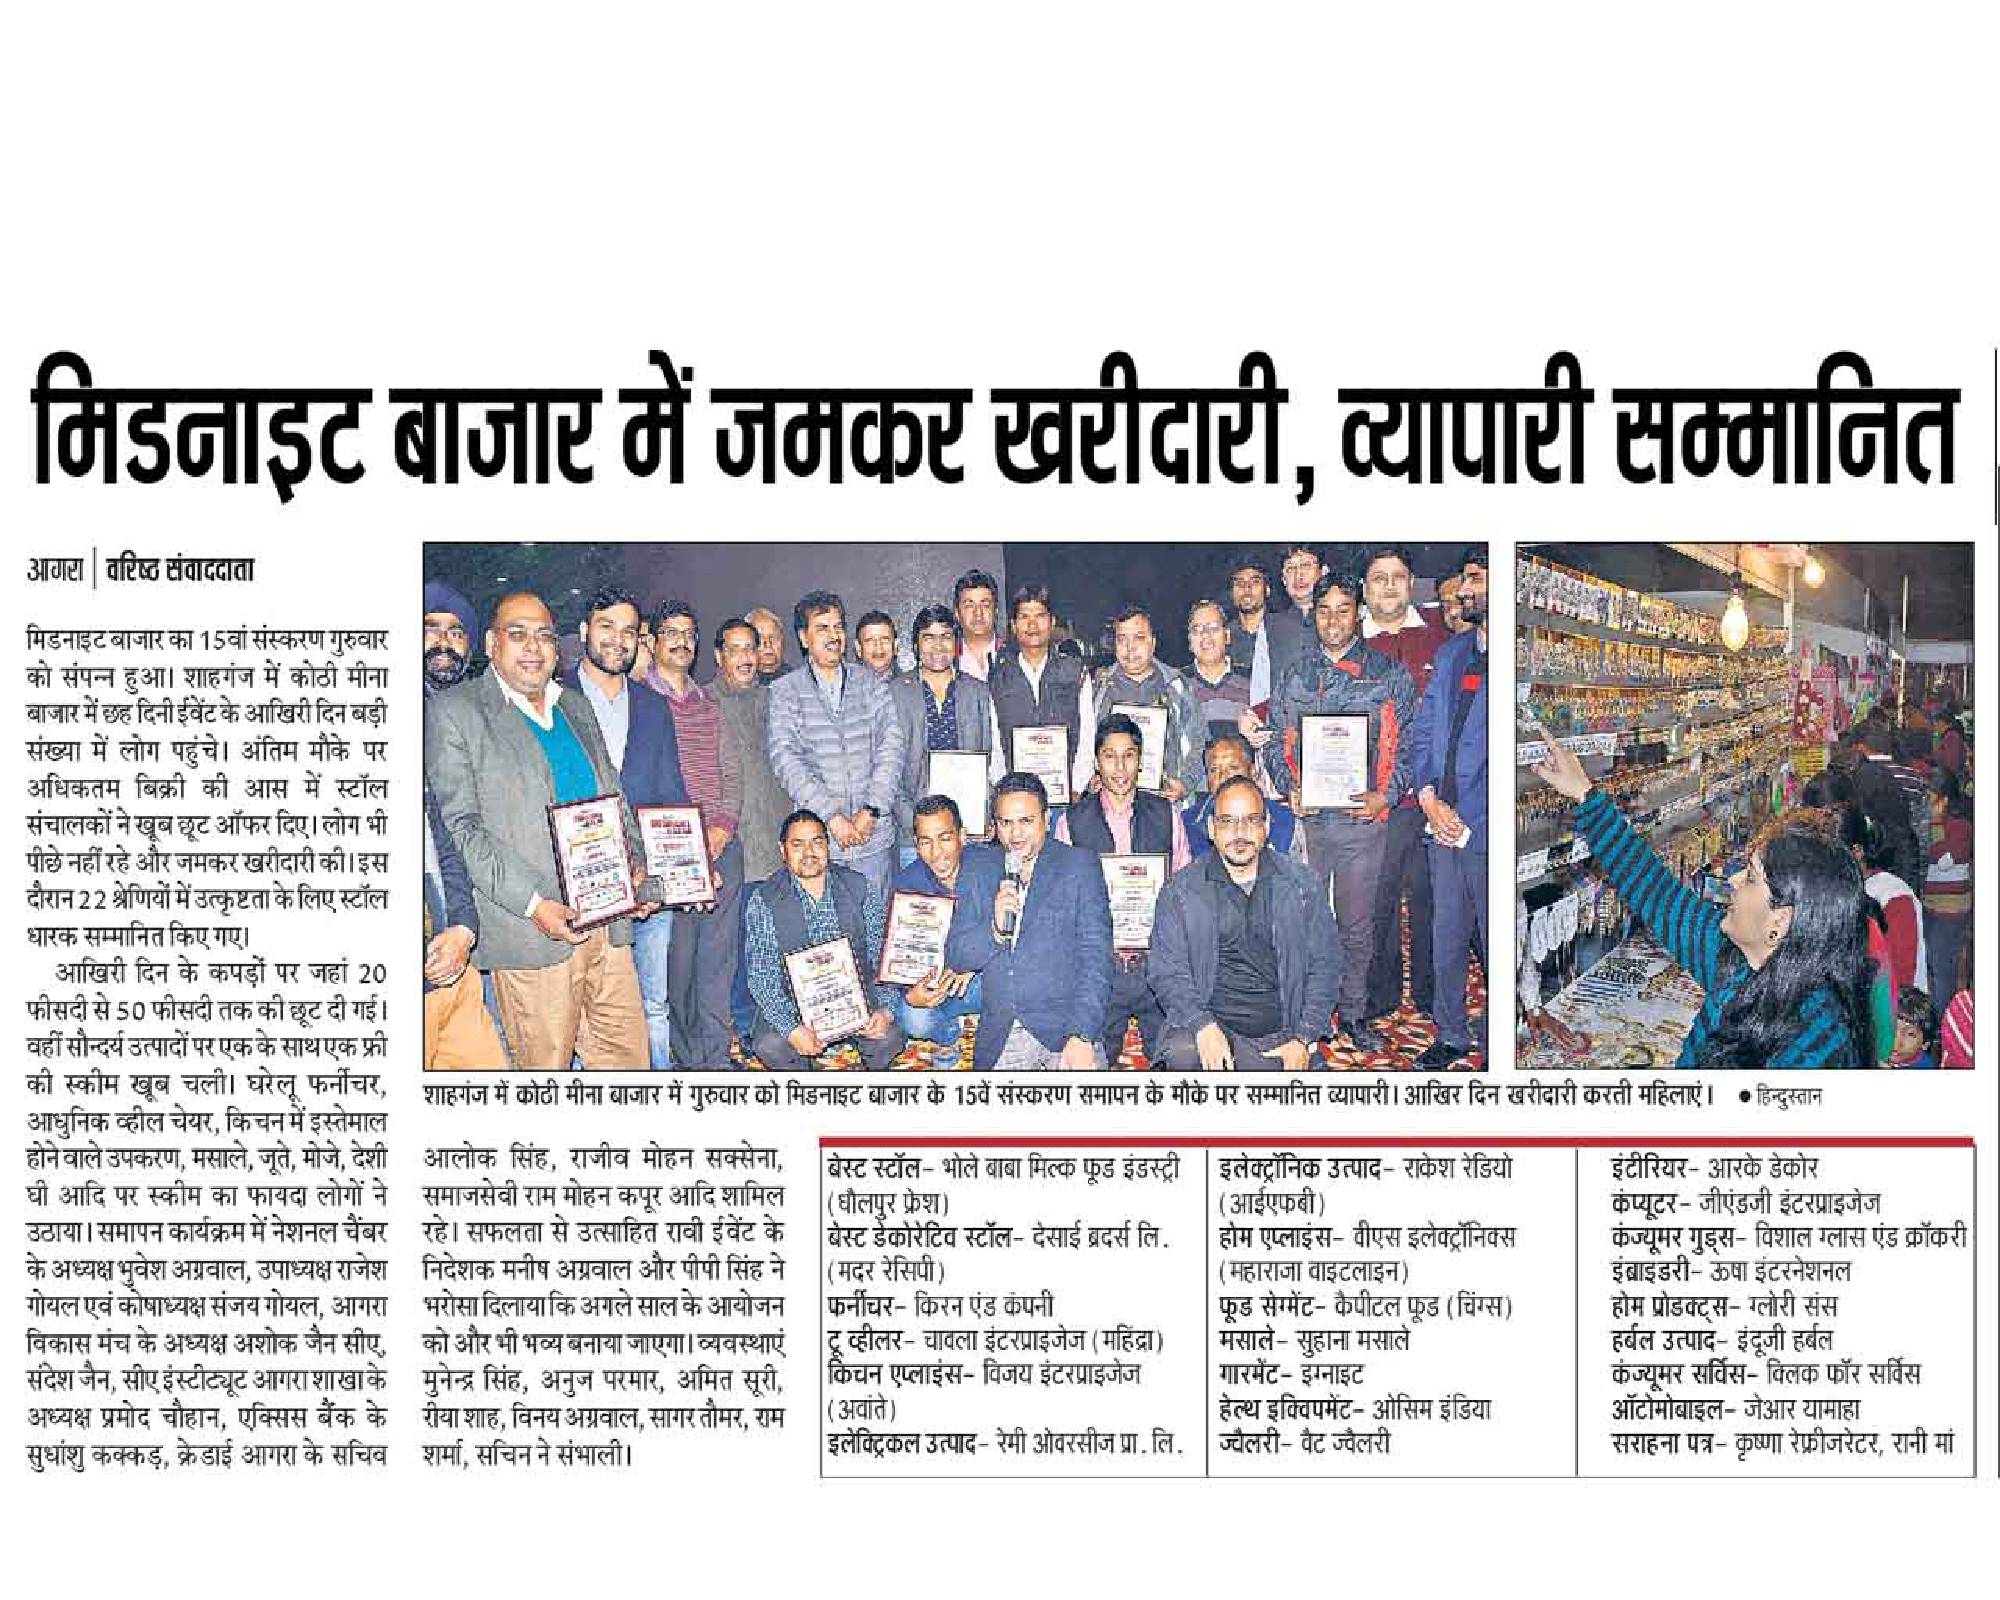 मिडनाइट बाजार में जमकर खरीदारी, व्यापारी सम्मानित
आगरा | वरिष्ठ संवाददाता
मिडनाइट बाजार का 15वां संस्करण गुरुवार
को संपन्न हुआ। शाहगंज में कोठी मीना
बाजार में छह दिनी ईवेंट के आखिरी दिन बड़ी
संख्या में लोग पहुंचे। अंतिम मौके पर
अधिकतम बिक्री की आस में स्टॉल
संचालकों ने खूब छूट ऑफर दिए। लोग भी
पीछे नहीं रहे और जमकर खरीदारी की। इस
दौरान 22 श्रेणियों में उत्कृष्टता के लिए स्टॉल
धारक सम्मानित किए गए।
आखिरी दिन के कपड़ों पर जहां 20
फीसदी से 50 फीसदी तक की छूट दी गई।
वहीं सौन्दर्य उत्पादों पर एक के साथ एक फ्री
की स्कीम खूब चली। घरेलू फर्नीचर,
आधुनिक व्हील चेयर, किचन में इस्तेमाल
होने वाले उपकरण, मसाले, जूते, मोजे, देशी
घी आदि पर स्कीम का फायदा लोगों ने
उठाया। समापन कार्यक्रम में नेशनल चैंबर
के अध्यक्ष भुवेश अग्रवाल, उपाध्यक्ष राजेश
गोयल एवं कोषाध्यक्ष संजय गोयल, आगरा
विकास मंच के अध्यक्ष अशोक जैन सीए,
संदेश जैन, सीए इंस्टीट्यूट आगरा शाखा के
अध्यक्ष प्रमोद चौहान, एक्सिस बैंक के
सुधांशु कक्कड़, क्रेडाई आगरा के सचिव
शाहगंज में कोठी मीना बाजार में गुरुवार को मिडनाइट बाजार के 15वें संस्करण समापन के मौके पर सम्मानित व्यापारी। आखिर दिन खरीदारी करती महिलाएं। ● हिन्दुस्तान
आलोक सिंह, राजीव मोहन सक्सेना,
समाजसेवी राम मोहन कपूर आदि शामिल
रहे। सफलता से उत्साहित रावी ईवेंट के
निदेशक मनीष अग्रवाल और पीपी सिंह ने
भरोसा दिलाया कि अगले साल के आयोजन
को और भी भव्य बनाया जाएगा। व्यवस्थाएं
मुनेन्द्र सिंह, अनुज परमार, अमित सूरी,
रीया शाह, विनय अग्रवाल, सागर तौमर, राम
शर्मा, सचिन ने संभाली।
बेस्ट स्टॉल- भोले बाबा मिल्क फूड इंडस्ट्री
(धौलपुर फ्रेश)
बेस्ट डेकोरेटिव स्टॉल- देसाई ब्रदर्स लि.
(मदर रेसिपी)
फर्नीचर- किरन एंड कंपनी
टू व्हीलर- चावला इंटरप्राइजेज (महिंद्रा)
किचन एप्लाइंस- विजय इंटरप्राइजेज
(अवांते)
इलेक्ट्रिकल उत्पाद- रेमी ओवरसीज प्रा. लि.
इलेक्ट्रॉनिक उत्पाद- राकेश रेडियो
(आईएफबी)
होम एप्लाइंस- वीएस इलेक्ट्रॉनिक्स
(महाराजा वाइटलाइन)
फूड सेग्मेंट- कैपीटल फूड (चिंग्स)
मसाले- सुहाना मसाले
गारमेंट- इग्नाइट
हेल्थ इक्विपमेंट- ओसिम इंडिया
ज्वैलरी- वैट ज्वैलरी
इंटीरियर- आरके डेकोर
कंप्यूटर- जीएंडजी इंटरप्राइजेज
कंज्यूमर गुड्स- विशाल ग्लास एंड क्रॉकरी
इंब्राइडरी- ऊषा इंटरनेशनल
होम प्रोडक्ट्स- ग्लोरी संस
हर्बल उत्पाद- इंदूजी हर्बल
कंज्यूमर सर्विस- क्लिक फॉर सर्विस
ऑटोमोबाइल- जेआर यामाहा
सराहना पत्र- कृष्णा रेफ्रीजरेटर, रानी मां